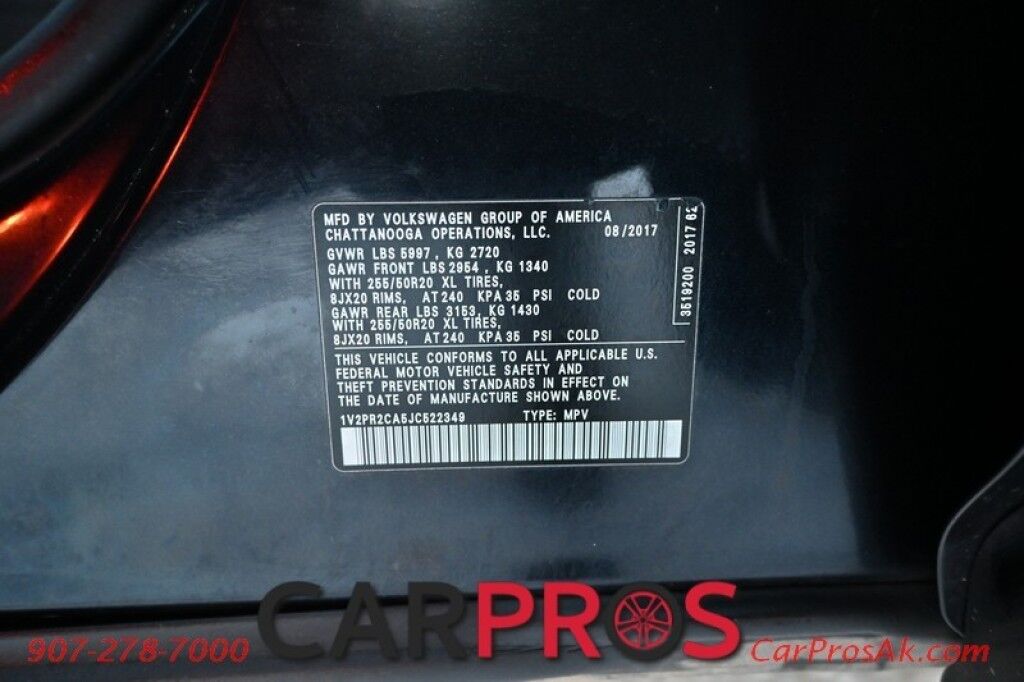 MFD BY VOLKSWAGEN GROUP OF AMERICA
CHATTANOOGA OPERATIONS, LLC. 08/2017
GVWR LBS 5997, KG 2720
GAWR FRONT LBS 2954, KG 1340
WITH 255/50R20 XL TIRES,
8JX20 RIMS, AT 240 KPA 35 PSI COLD
GAWR REAR LBS 3153, KG 1430
WITH 255/50R20 XL TIRES,
8JX20 RIMS, AT 240 KPA 35 PSI COLD
THIS VEHICLE CONFORMS TO ALL APPLICABLE U.S.
FEDERAL MOTOR VEHICLE SAFETY AND
THEFT PREVENTION STANDARDS IN EFFECT ON
THE DATE OF MANUFACTURE SHOWN ABOVE.
1V2PR2CA5JC522349 TYPE: MPV
3519200 2017 62
CARPROS
907-278-7000
CarProsAk.com